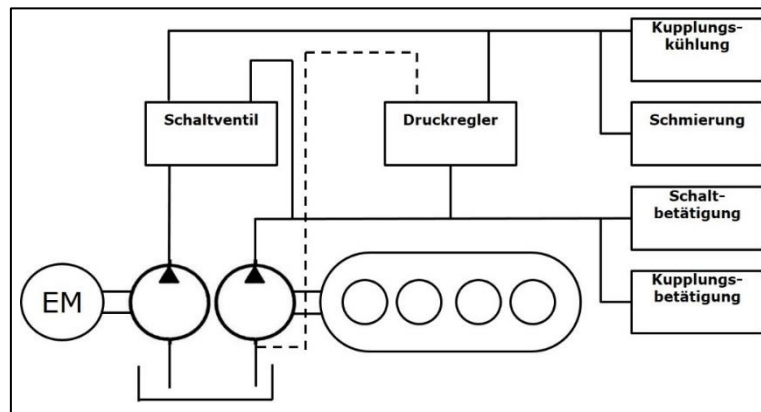 Kupplungs-
kühlung
Schaltventil
Druckregler
Schmierung
Schalt-
betätigung
EM
Kupplungs-
betätigung